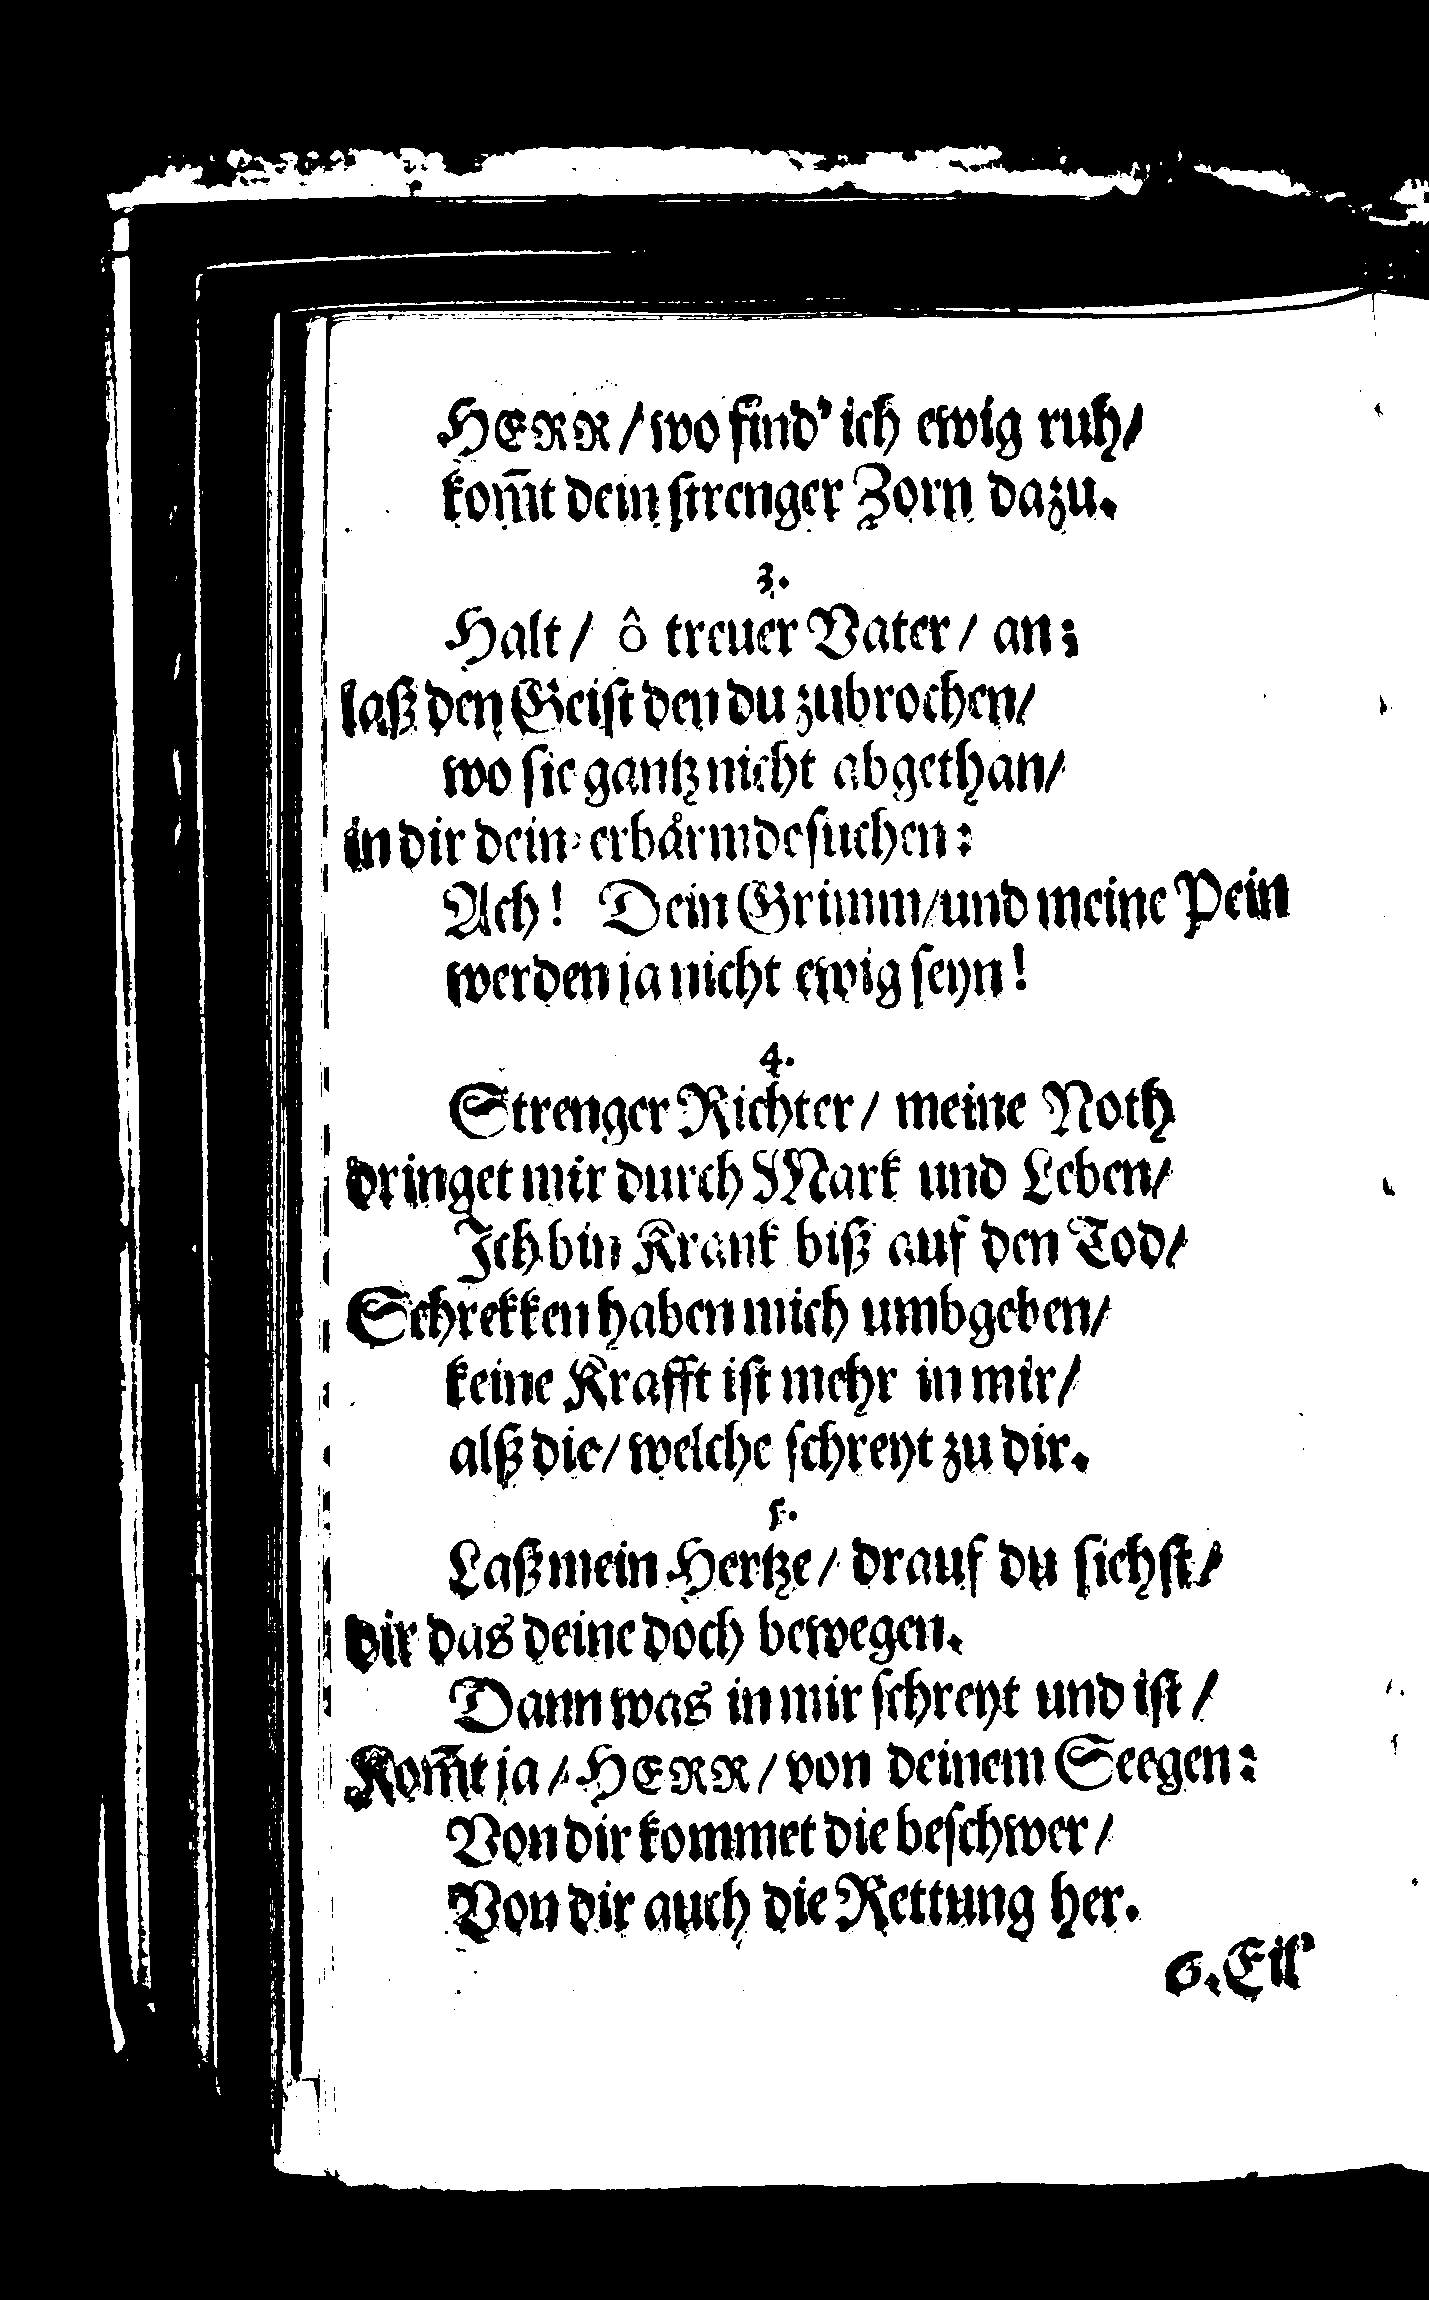 HERR / wo find’ ich ewig ruh /
kom̃t dein ſtrenger Zorn dazu.
3.
Halt / ô treuer Vater / an:
laß den Geiſt den du zubrochen /
wo ſie gantz nicht abgethan /
in dir dein erbaͤrmde ſuchen:
Ach! Dein Grimm / und meine Pein
werden ja nicht ewig ſeyn!
4.
Strenger Richter / meine Noth
dringet mir durch Mark und Leben /
Ich bin Krank biß auf den Tod /
Schrekken haben mich umbgeben /
keine Krafft iſt mehr in mir /
alß die / welche ſchreyt zu dir.
5.
Laß mein Hertze / drauf du ſiehſt /
Dir das deine doch bewegen.
Dann was in mir ſchreyt und iſt /
Kom̃t ja / HERR / von deinem Seegen:
Von dir kommet die beſchwer /
Von dir auch die Rettung her.
6. Eil’